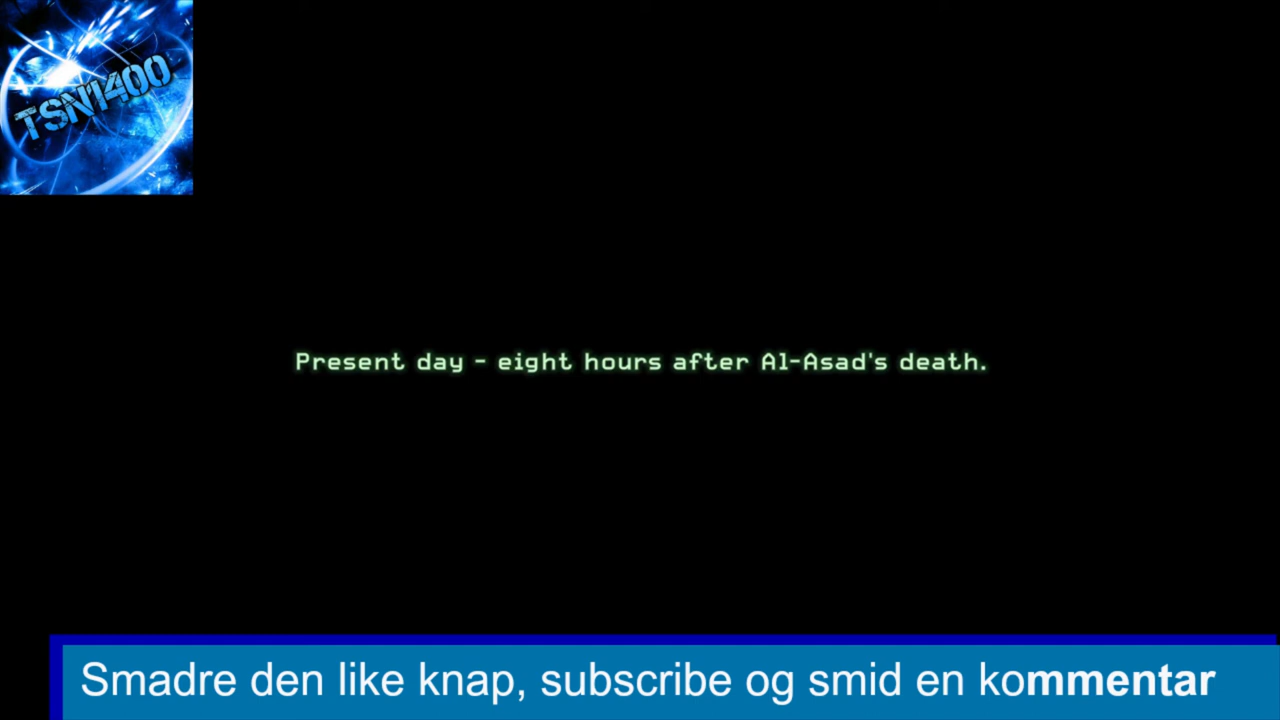 TSN1400
Present day - eight hours after Al-Asad's death.
Smadre den like knap, subscribe og smid en kommentar